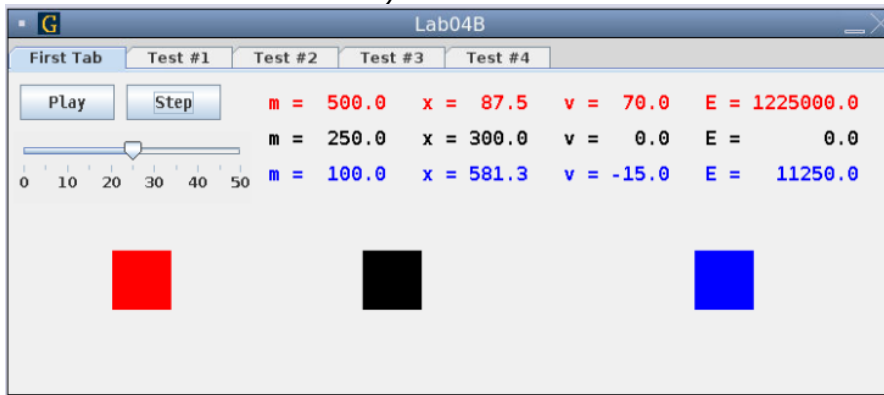 G Lab04B
First Tab Test #1 Test #2 Test #3 Test #4
Play Step m = 500.0 x = 87.5 v = 70.0 E = 1225000.0
m = 250.0 x = 300.0 v = 0.0 E = 0.0
0 10 20 30 40 50 m = 100.0 x = 581.3 v = -15.0 E = 11250.0